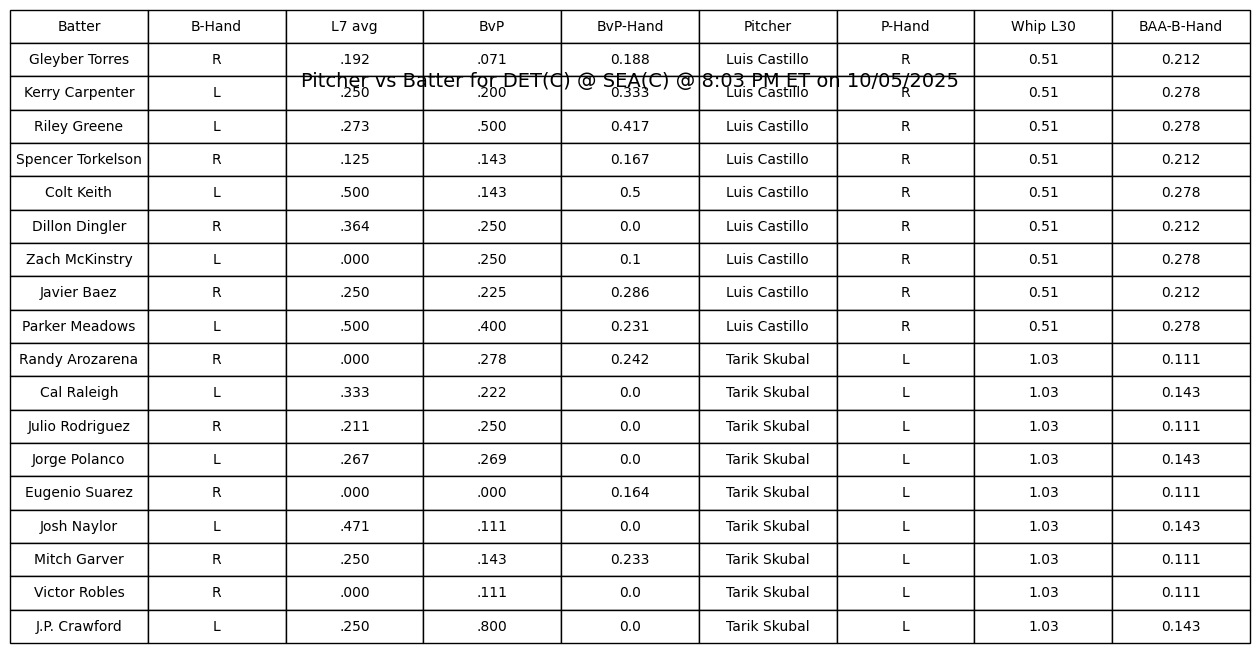 Batter B-Hand L7 avg BvP BvP-Hand Pitcher P-Hand Whip L30 BAA-B-Hand
Gleyber Torres R .192 .071 0.188 Luis Castillo R 0.51 0.212
Pitcher vs Batter for DET(C) @ SEA(C) @ 8:03 PM ET on 10/05/2025
Kerry Carpenter L .250 .200 0.333 Luis Castillo R 0.51 0.278
Riley Greene L .273 .500 0.417 Luis Castillo R 0.51 0.278
Spencer Torkelson R .125 .143 0.167 Luis Castillo R 0.51 0.212
Colt Keith L .500 .143 0.5 Luis Castillo R 0.51 0.278
Dillon Dingler R .364 .250 0.0 Luis Castillo R 0.51 0.212
Zach McKinstry L .000 .250 0.1 Luis Castillo R 0.51 0.278
Javier Baez R .250 .225 0.286 Luis Castillo R 0.51 0.212
Parker Meadows L .500 .400 0.231 Luis Castillo R 0.51 0.278
Randy Arozarena R .000 .278 0.242 Tarik Skubal L 1.03 0.111
Cal Raleigh L .333 .222 0.0 Tarik Skubal L 1.03 0.143
Julio Rodriguez R .211 .250 0.0 Tarik Skubal L 1.03 0.111
Jorge Polanco L .267 .269 0.0 Tarik Skubal L 1.03 0.143
Eugenio Suarez R .000 .000 0.164 Tarik Skubal L 1.03 0.111
Josh Naylor L .471 .111 0.0 Tarik Skubal L 1.03 0.143
Mitch Garver R .250 .143 0.233 Tarik Skubal L 1.03 0.111
Victor Robles R .000 .111 0.0 Tarik Skubal L 1.03 0.111
J.P. Crawford L .250 .800 0.0 Tarik Skubal L 1.03 0.143